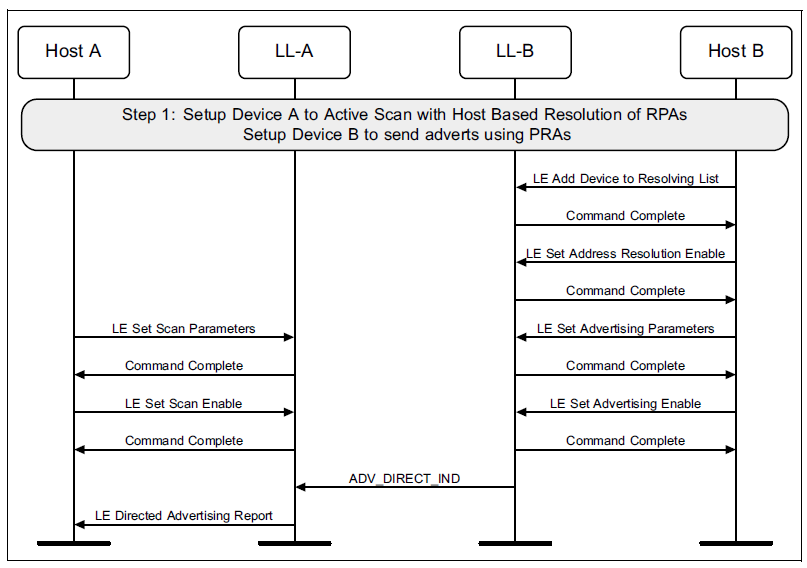 Host A
LL-A
LL-B
Host B
Step 1:  Setup Device A to Active Scan with Host Based Resolution of RPAs
Setup Device B to send adverts using PRAs
LE Add Device to Resolving List
Command Complete
LE Set Address Resolution Enable
Command Complete
LE Set Scan Parameters
LE Set Advertising Parameters
Command Complete
Command Complete
LE Set Scan Enable
LE Set Advertising Enable
Command Complete
Command Complete
ADV_DIRECT_IND
LE Directed Advertising Report